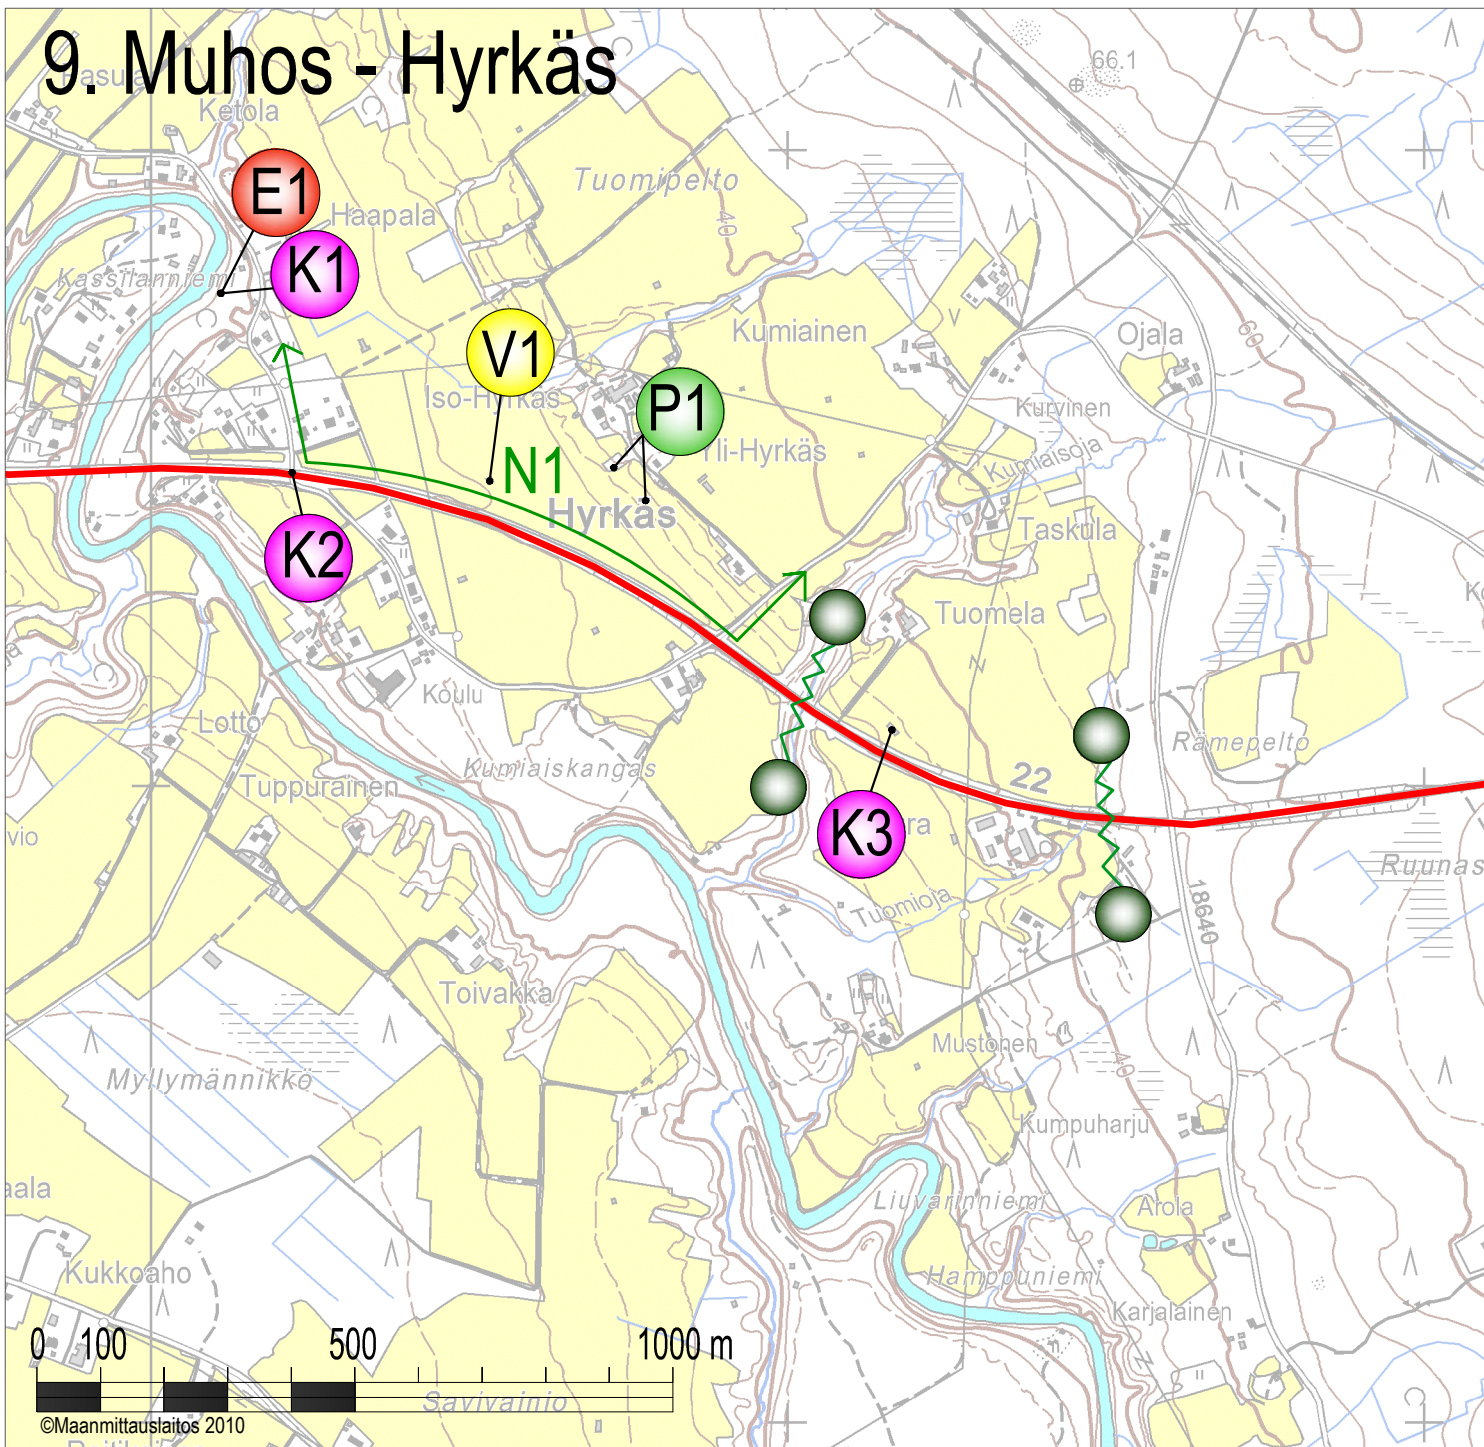 9. Muhos - Hyrkäs
66.1
Ketola
E1
Tuomipelto
Haapala
40
K1
Kassilanniemi
V1
Kumiainen
Ojala
60
Iso-Hyrkäs
P1
Kurvinen
Yli-Hyrkäs
Kumiaisoja
N1
Hyrkäs
Taskula
K2
Tuomela
Koulu
Lotto
Rämepelto
Kumiaiskangas
22
Tuppurainen
K3
Ruunas
Tuomioja
18640
Toivakka
Mustonen
Myllymännikkö
40
Kumpuharju
Liuvarinniemi
Arola
Kukkoaho
Hamppuniemi
Karjalainen
0 100 500 1000 m
Savivainio
©Maanmittauslaitos 2010